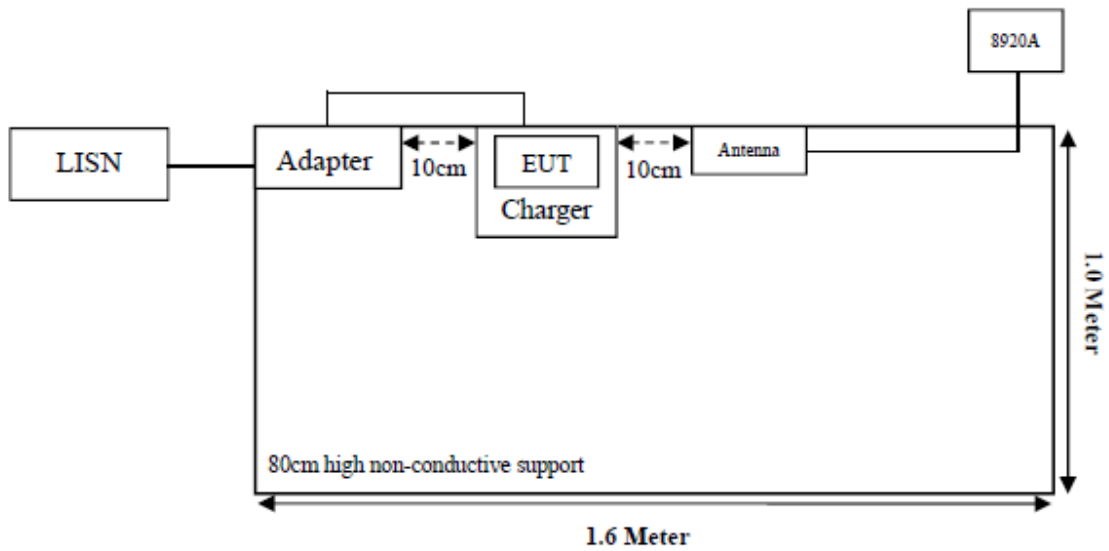 8920A
LISN
Adapter
10cm
EUT
Charger
10cm
Antenna
1.0 Meter
80cm high non-conductive support
1.6 Meter